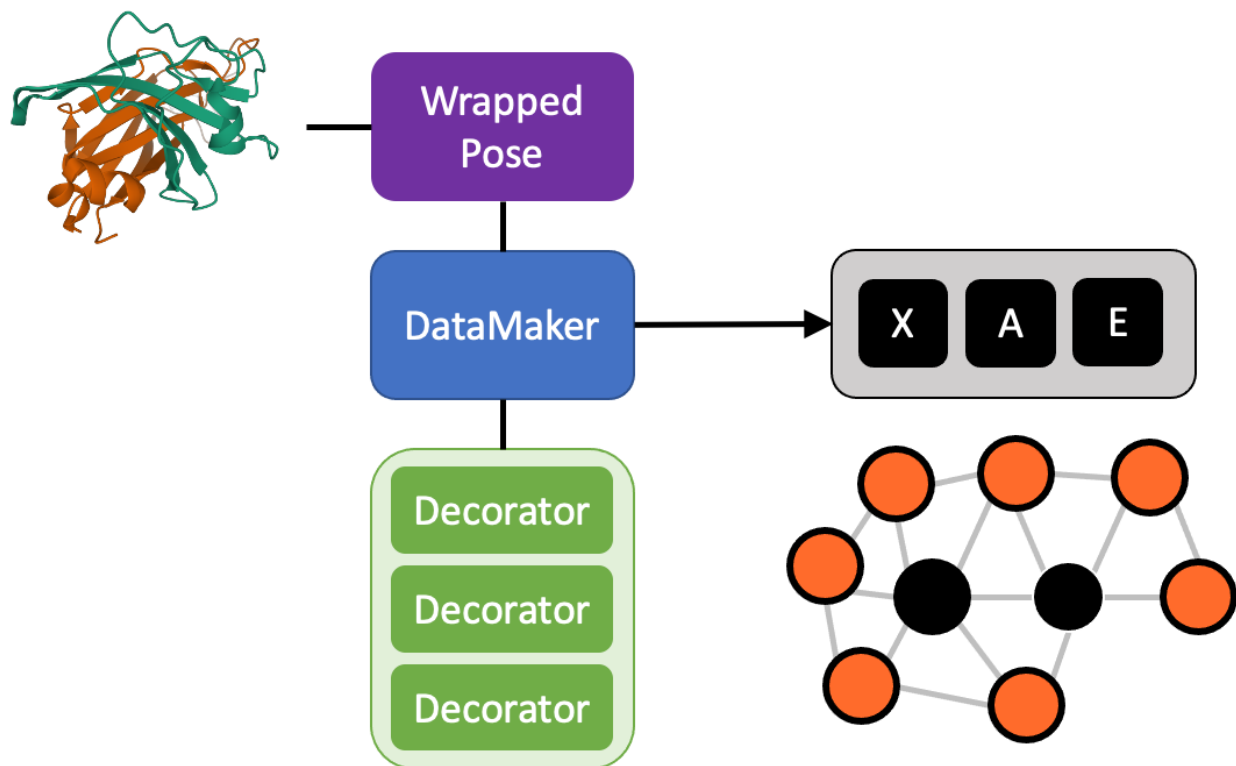 Wrapped
Pose
DataMaker
X A E
Decorator
Decorator
Decorator